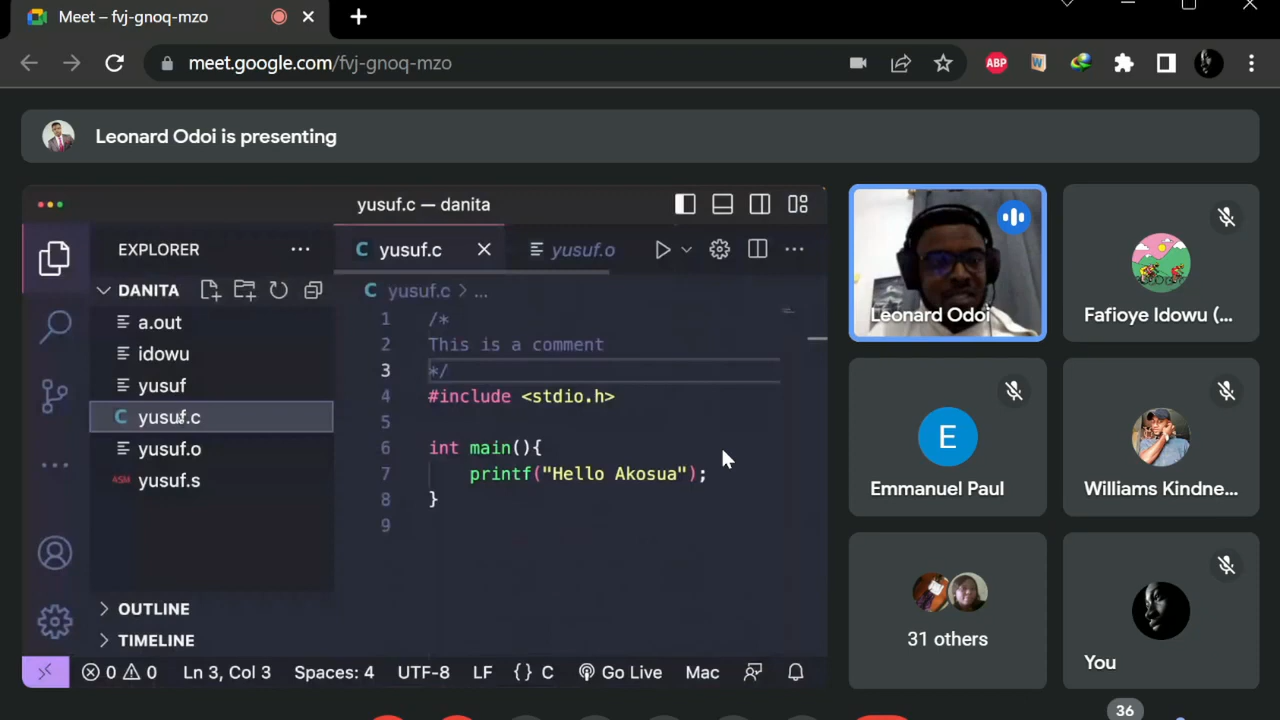 Meet – fvj-gnoq-mzo
meet.google.com/fvj-gnoq-mzo
ABP
W
Leonard Odoi is presenting
yusuf.c — danita
EXPLORER
yusuf.c
yusuf.o
DANITA
a.out
idowu
yusuf
C yusuf.c
yusuf.o
ASM yusuf.s
OUTLINE
TIMELINE
C yusuf.c > ...
1 /*
2 This is a comment
3 */
4 #include <stdio.h>
5
6 int main(){
7 printf("Hello Akosua");
8 }
9
0 0 Ln 3, Col 3 Spaces: 4 UTF-8 LF {} C Go Live Mac
Leonard Odoi
Fafioye Idowu (...
E
Emmanuel Paul
Williams Kindne...
31 others
You
36